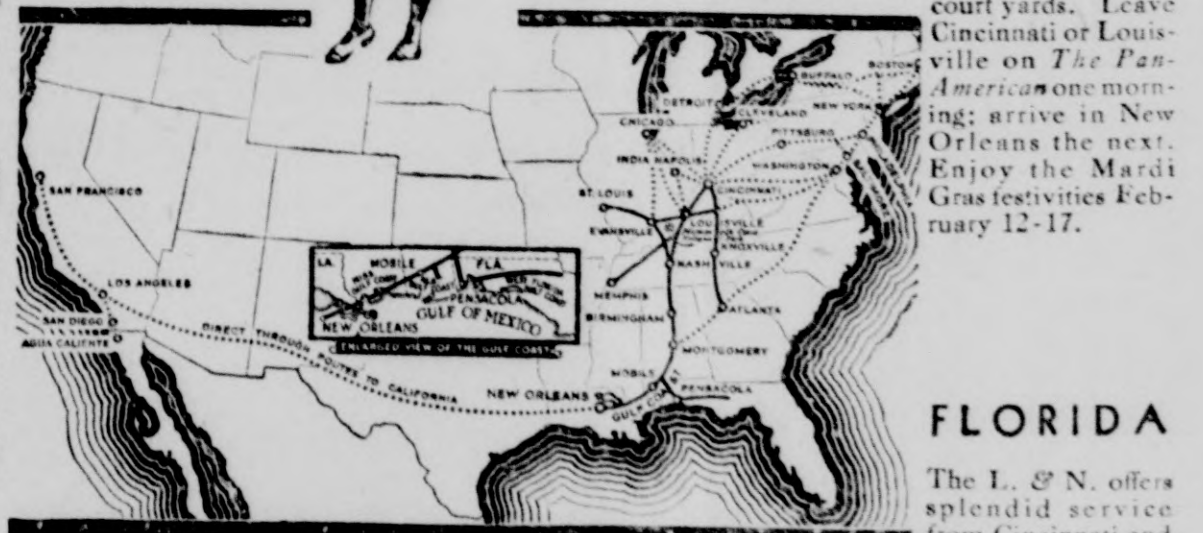 court yards. Leave
Cincinnati or Louis-
ville on The Pan-
American one morn-
ing; arrive in New
Orleans the next.
Enjoy the Mardi
Gras festivities Feb-
ruary 12-17.
FLORIDA
The L. & N. offers
splendid service
from Cincinnati and
BOSTON
BUFFALO
DETROIT
NEW YORK
CLEVELAND
CHICAGO
PITTSBURG
INDIANAPOLIS
WASHINGTON
SAN FRANCISCO
ST. LOUIS
CINCINNATI
EVANSVILLE
LOUISVILLE
KNOXVILLE
LA.
MOBILE
FLA.
NASHVILLE
LOS ANGELES
MEMPHIS
PENSACOLA
GULF OF MEXICO
NEW ORLEANS
BIRMINGHAM
ATLANTA
SAN DIEGO
AGUA CALIENTE
ENLARGED VIEW OF THE GULF COAST
MONTGOMERY
DIRECT THROUGH ROUTES TO CALIFORNIA
MOBILE
PENSACOLA
NEW ORLEANS
GULF COAST